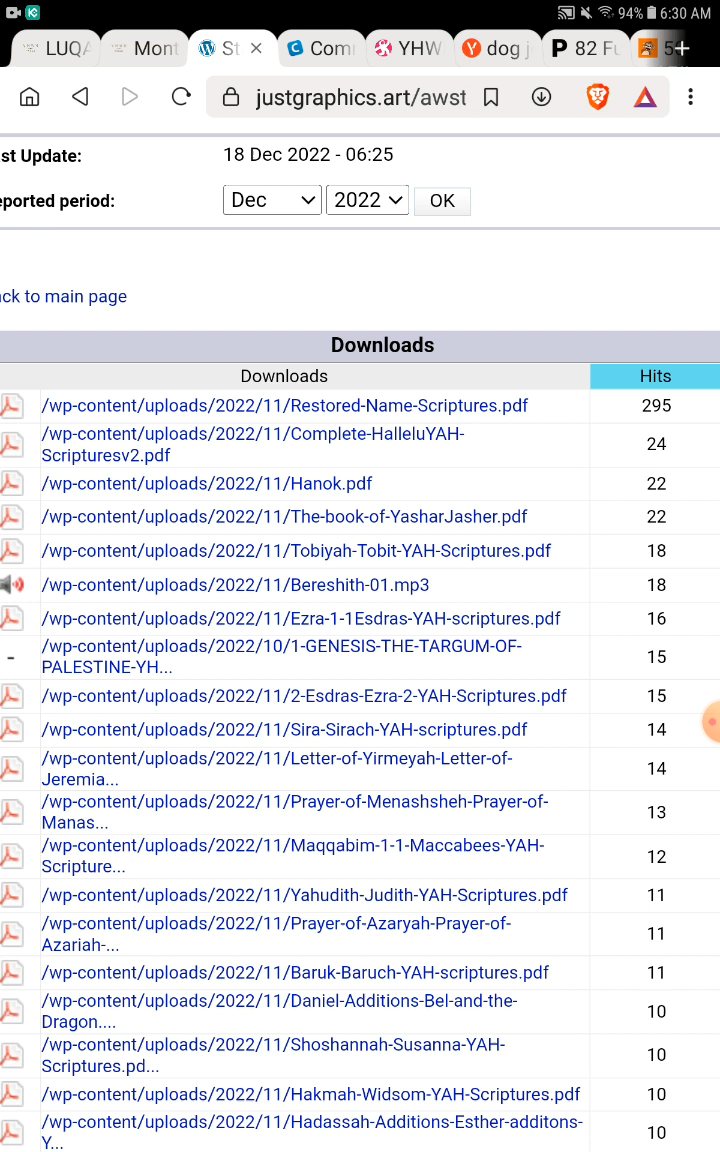 94% 6:30 AM
LUQA Mont St × Com YHW dog j 82 Fu 5 +
justgraphics.art/awst
st Update: 18 Dec 2022 - 06:25
eported period: Dec 2022 OK
ck to main page
Downloads
Downloads Hits
/wp-content/uploads/2022/11/Restored-Name-Scriptures.pdf 295
/wp-content/uploads/2022/11/Complete-HalleluYAH-
Scripturesv2.pdf 24
/wp-content/uploads/2022/11/Hanok.pdf 22
/wp-content/uploads/2022/11/The-book-of-YasharJasher.pdf 22
/wp-content/uploads/2022/11/Tobiyah-Tobit-YAH-Scriptures.pdf 18
/wp-content/uploads/2022/11/Bereshith-01.mp3 18
/wp-content/uploads/2022/11/Ezra-1-1Esdras-YAH-scriptures.pdf 16
/wp-content/uploads/2022/10/1-GENESIS-THE-TARGUM-OF-
PALESTINE-YH... 15
/wp-content/uploads/2022/11/2-Esdras-Ezra-2-YAH-Scriptures.pdf 15
/wp-content/uploads/2022/11/Sira-Sirach-YAH-scriptures.pdf 14
/wp-content/uploads/2022/11/Letter-of-Yirmeyah-Letter-of-
Jeremia... 14
/wp-content/uploads/2022/11/Prayer-of-Menashsheh-Prayer-of-
Manas... 13
/wp-content/uploads/2022/11/Maqqabim-1-1-Maccabees-YAH-
Scripture... 12
/wp-content/uploads/2022/11/Yahudith-Judith-YAH-Scriptures.pdf 11
/wp-content/uploads/2022/11/Prayer-of-Azaryah-Prayer-of-
Azariah-... 11
/wp-content/uploads/2022/11/Baruk-Baruch-YAH-scriptures.pdf 11
/wp-content/uploads/2022/11/Daniel-Additions-Bel-and-the-
Dragon.... 10
/wp-content/uploads/2022/11/Shoshannah-Susanna-YAH-
Scriptures.pd... 10
/wp-content/uploads/2022/11/Hakmah-Widsom-YAH-Scriptures.pdf 10
/wp-content/uploads/2022/11/Hadassah-Additions-Esther-additons-
Y... 10